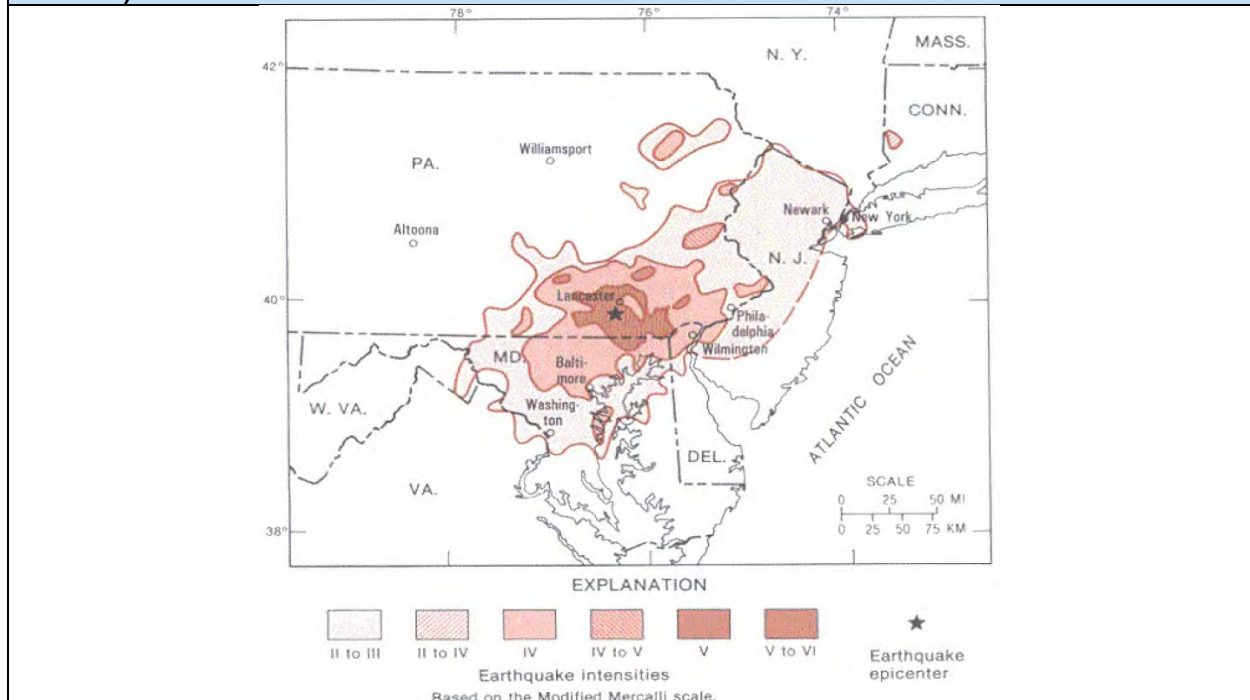 78°
76°
74°
N. Y.
MASS.
42°
CONN.
Williamsport
PA.
Newark
New York
Altoona
N. J.
Lancaster
40°
Phila-
delphia
Wilmington
MD.
Balti-
more
ATLANTIC OCEAN
W. VA.
Washing-
ton
DEL.
SCALE
0 25 50 MI
VA.
0 25 50 75 KM
38°
EXPLANATION
II to III
II to IV
IV
IV to V
V
V to VI
Earthquake
epicenter
Earthquake intensities
Based on the Modified Mercalli scale.